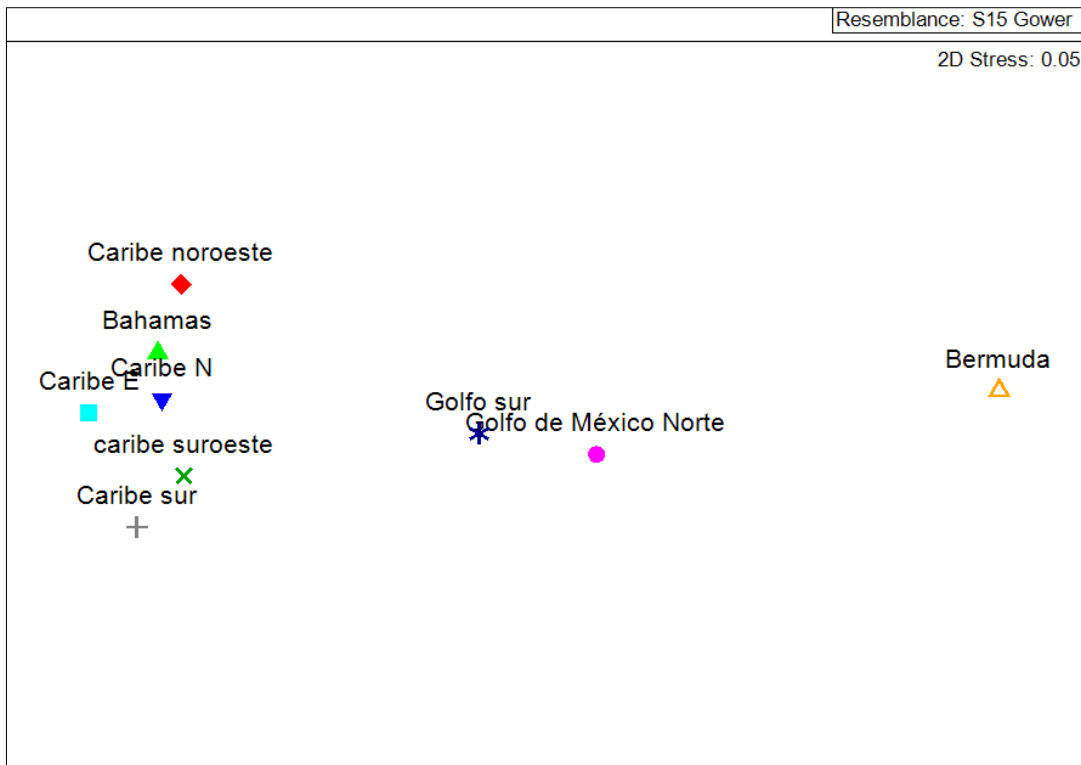 Resemblance: S15 Gower
2D Stress: 0.05
Caribe noroeste
Bahamas
Bermuda
Caribe N
Caribe E
Golfo sur
Golfo de México Norte
caribe suroeste
Caribe sur